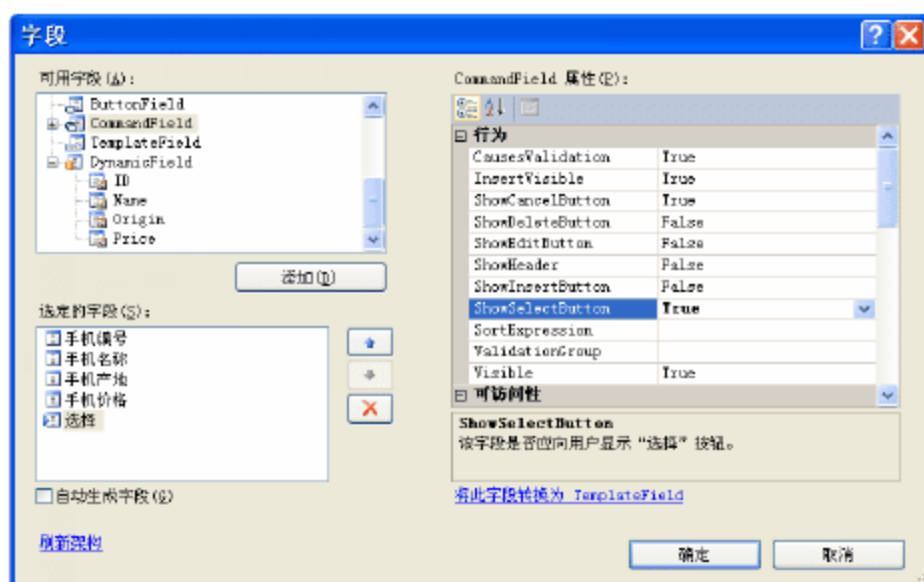 字段
可用字段(A):
ButtonField
CommandField
TemplateField
DynamicField
ID
Name
Origin
Price
添加(D)
选定的字段(S):
手机编号
手机名称
手机产地
手机价格
选择
自动生成字段(G)
刷新架构
CommandField 属性(P):
行为
CausesValidation True
InsertVisible True
ShowCancelButton True
ShowDeleteButton False
ShowEditButton False
ShowHeader False
ShowInsertButton False
ShowSelectButton True
SortExpression
ValidationGroup
Visible True
可访问性
ShowSelectButton
该字段是否应向用户显示“选择”按钮。
将此字段转换为 TemplateField
确定
取消